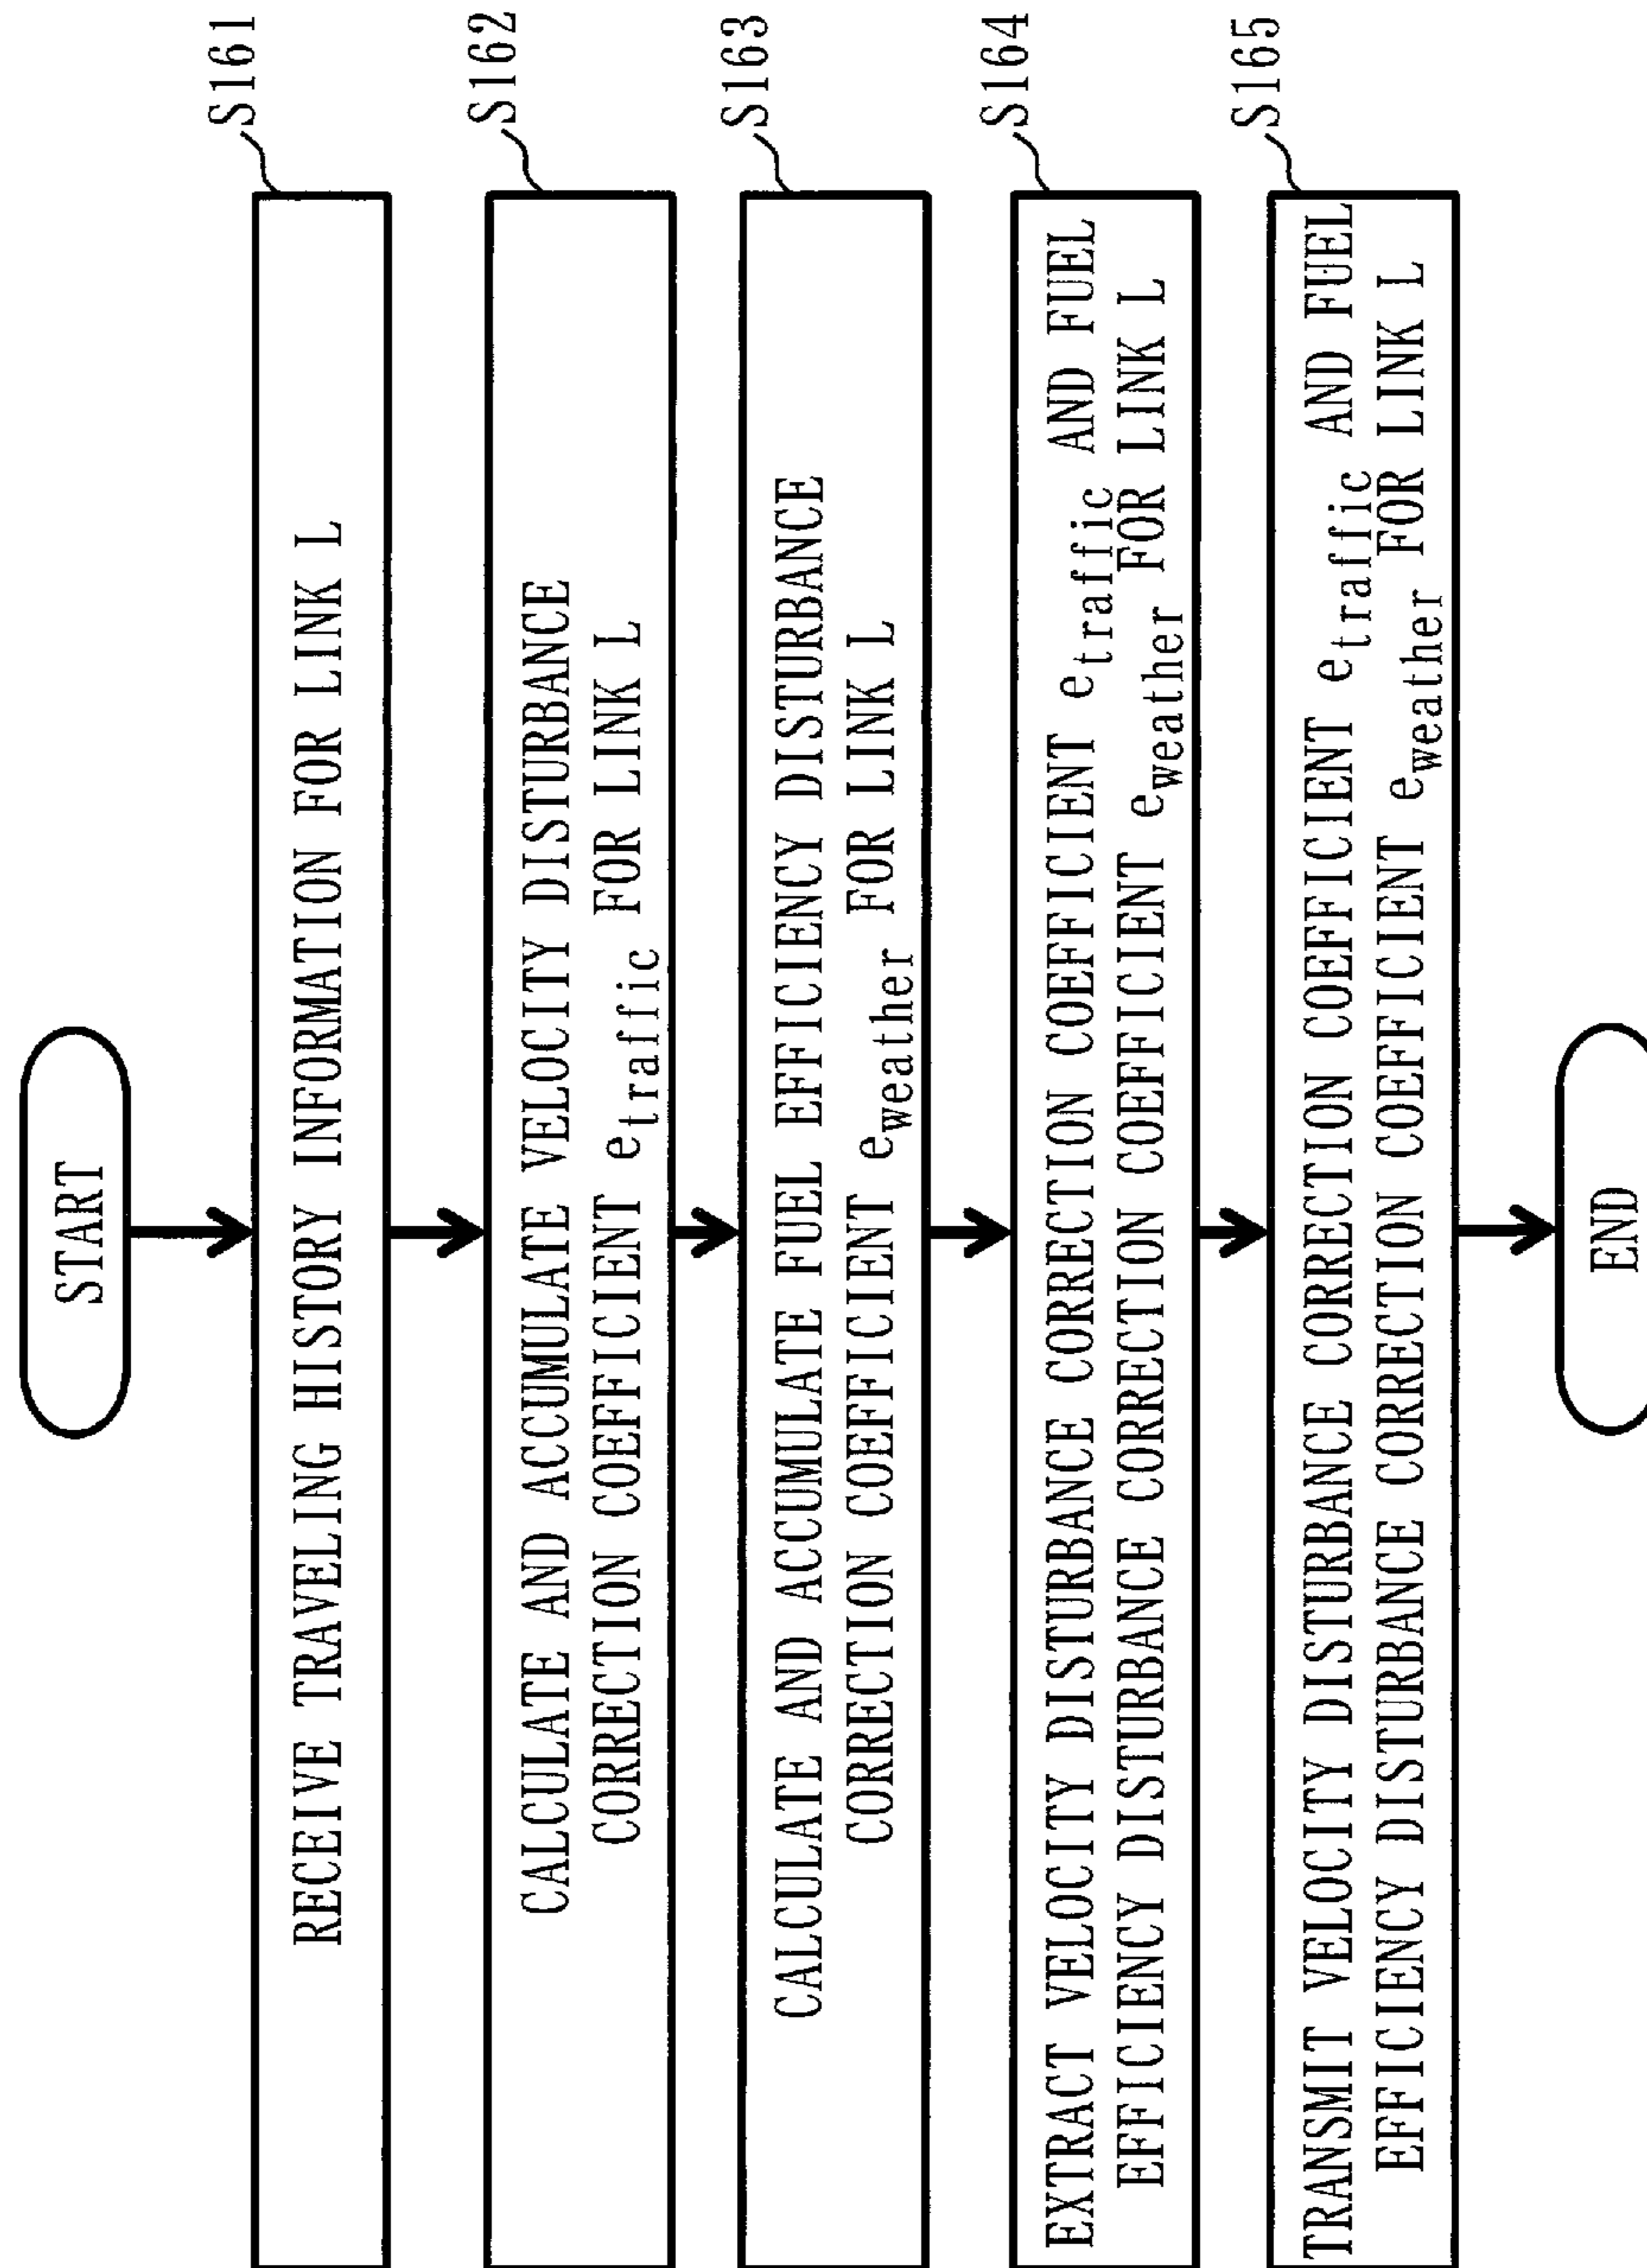 START
S161
RECEIVE TRAVELING HISTORY INFORMATION FOR LINK L
S162
CALCULATE AND ACCUMULATE VELOCITY DISTURBANCE
CORRECTION COEFFICIENT e_traffic FOR LINK L
S163
CALCULATE AND ACCUMULATE FUEL EFFICIENCY DISTURBANCE
CORRECTION COEFFICIENT e_weather FOR LINK L
S164
EXTRACT VELOCITY DISTURBANCE CORRECTION COEFFICIENT e_traffic AND FUEL
EFFICIENCY DISTURBANCE CORRECTION COEFFICIENT e_weather FOR LINK L
S165
TRANSMIT VELOCITY DISTURBANCE CORRECTION COEFFICIENT e_traffic AND FUEL
EFFICIENCY DISTURBANCE CORRECTION COEFFICIENT e_weather FOR LINK L
END